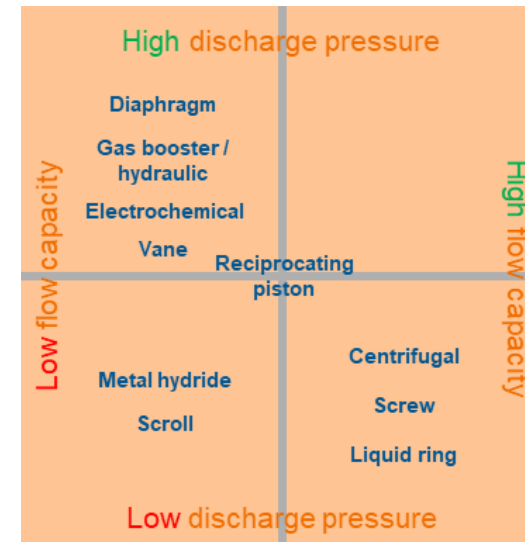 High discharge pressure
Diaphragm
Gas booster /
hydraulic
Electrochemical
Vane
Reciprocating
piston
Low flow capacity
High flow capacity
Metal hydride
Scroll
Centrifugal
Screw
Liquid ring
Low discharge pressure